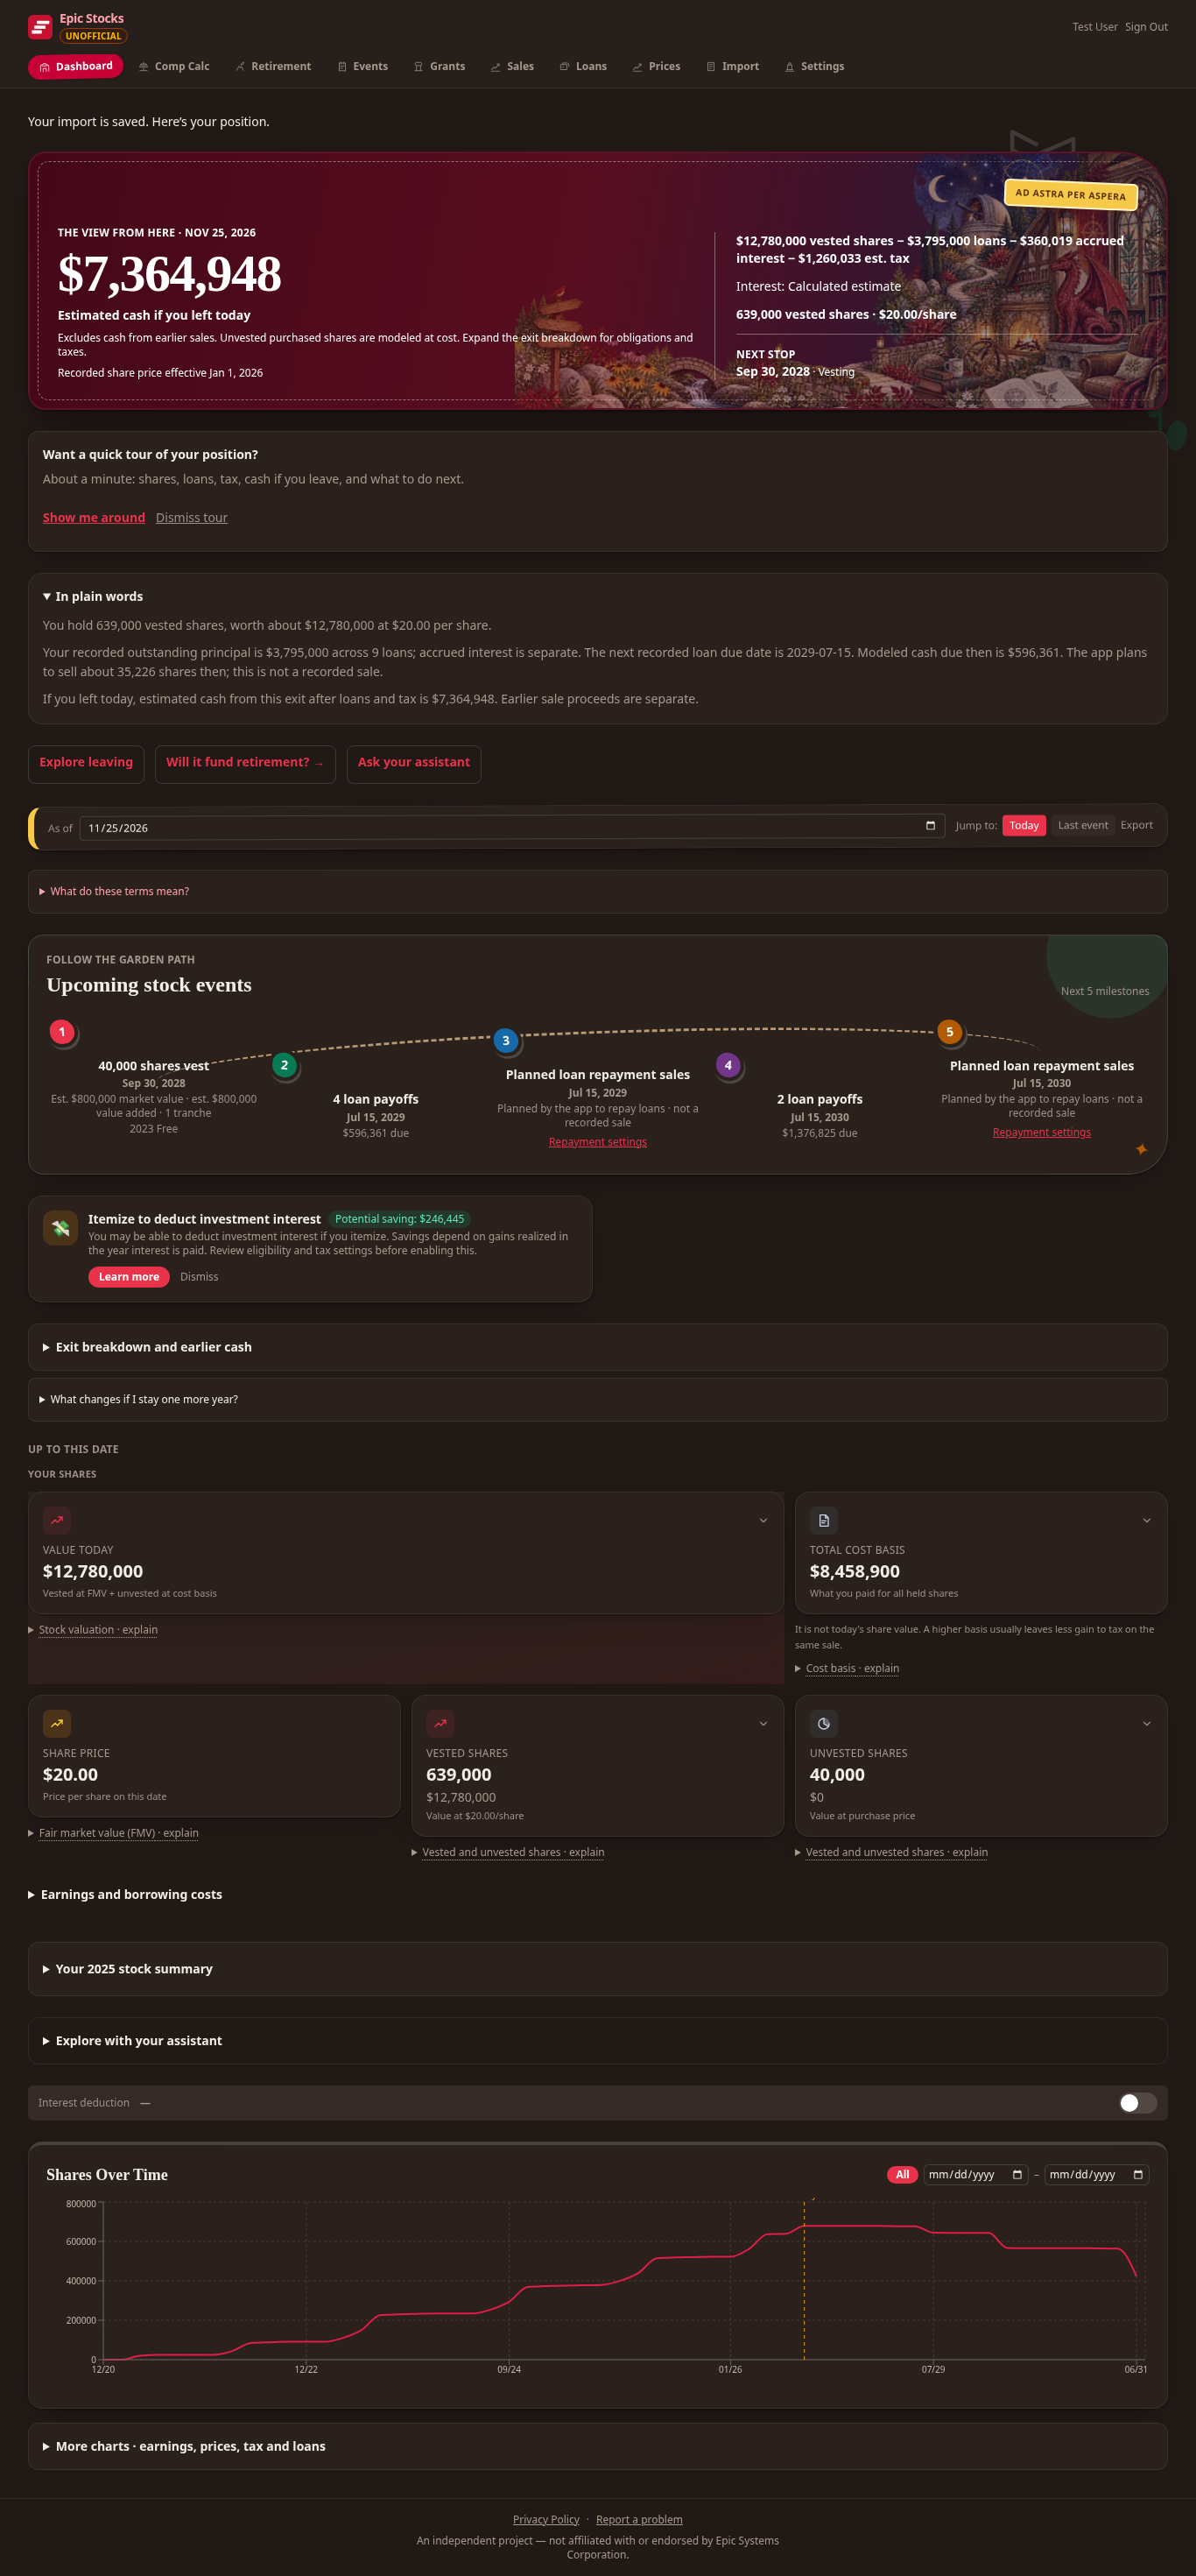 Epic Stocks
UNOFFICIAL
Test User Sign Out
Dashboard Comp Calc Retirement Events Grants Sales Loans Prices Import Settings
Your import is saved. Here's your position.
AD ASTRA PER ASPERA
THE VIEW FROM HERE · NOV 25, 2026
$7,364,948
Estimated cash if you left today
Excludes cash from earlier sales. Unvested purchased shares are modeled at cost. Expand the exit breakdown for obligations and
taxes.
Recorded share price effective Jan 1, 2026
$12,780,000 vested shares − $3,795,000 loans − $360,019 accrued
interest − $1,260,033 est. tax
Interest: Calculated estimate
639,000 vested shares · $20.00/share
NEXT STOP
Sep 30, 2028 · Vesting
Want a quick tour of your position?
About a minute: shares, loans, tax, cash if you leave, and what to do next.
Show me around Dismiss tour
In plain words
You hold 639,000 vested shares, worth about $12,780,000 at $20.00 per share.
Your recorded outstanding principal is $3,795,000 across 9 loans; accrued interest is separate. The next recorded loan due date is 2029-07-15. Modeled cash due then is $596,361. The app plans
to sell about 35,226 shares then; this is not a recorded sale.
If you left today, estimated cash from this exit after loans and tax is $7,364,948. Earlier sale proceeds are separate.
Explore leaving Will it fund retirement? → Ask your assistant
As of 11/25/2026 Jump to: Today Last event Export
What do these terms mean?
FOLLOW THE GARDEN PATH
Upcoming stock events
Next 5 milestones
1
40,000 shares vest
Sep 30, 2028
Est. $800,000 market value · est. $800,000
value added · 1 tranche
2023 Free
2
4 loan payoffs
Jul 15, 2029
$596,361 due
3
Planned loan repayment sales
Jul 15, 2029
Planned by the app to repay loans · not a
recorded sale
Repayment settings
4
2 loan payoffs
Jul 15, 2030
$1,376,825 due
5
Planned loan repayment sales
Jul 15, 2030
Planned by the app to repay loans · not a
recorded sale
Repayment settings
Itemize to deduct investment interest Potential saving: $246,445
You may be able to deduct investment interest if you itemize. Savings depend on gains realized in
the year interest is paid. Review eligibility and tax settings before enabling this.
Learn more Dismiss
Exit breakdown and earlier cash
What changes if I stay one more year?
UP TO THIS DATE
YOUR SHARES
VALUE TODAY
$12,780,000
Vested at FMV + unvested at cost basis
Stock valuation · explain
TOTAL COST BASIS
$8,458,900
What you paid for all held shares
It is not today's share value. A higher basis usually leaves less gain to tax on the
same sale.
Cost basis · explain
SHARE PRICE
$20.00
Price per share on this date
Fair market value (FMV) · explain
VESTED SHARES
639,000
$12,780,000
Value at $20.00/share
Vested and unvested shares · explain
UNVESTED SHARES
40,000
$0
Value at purchase price
Vested and unvested shares · explain
Earnings and borrowing costs
Your 2025 stock summary
Explore with your assistant
Interest deduction —
Shares Over Time
All mm/dd/yyyy – mm/dd/yyyy
800000
600000
400000
200000
0
12/20 12/22 09/24 01/26 07/29 06/31
More charts · earnings, prices, tax and loans
Privacy Policy · Report a problem
An independent project — not affiliated with or endorsed by Epic Systems
Corporation.